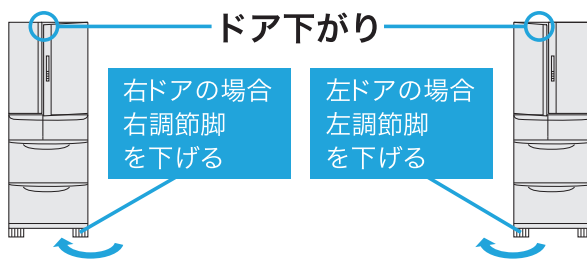 ドア下がり
右ドアの場合
右調節脚
を下げる
左ドアの場合
左調節脚
を下げる